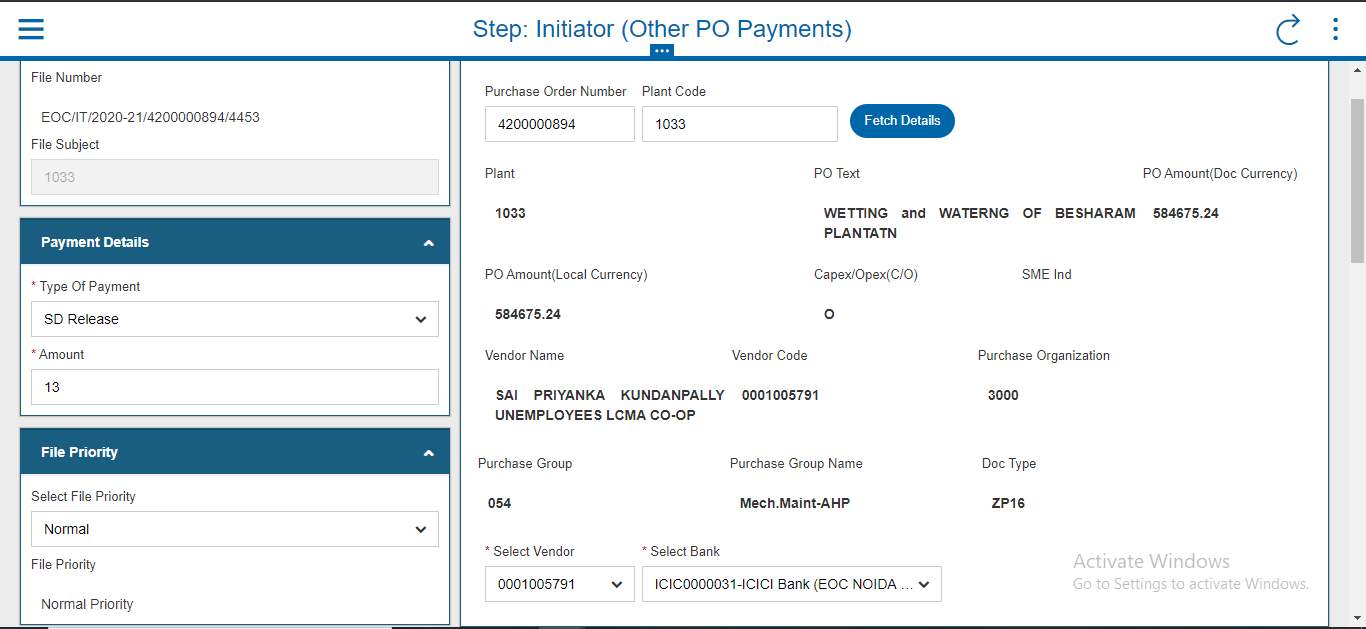 Step: Initiator (Other PO Payments)
File Number
EOC/IT/2020-21/4200000894/4453
File Subject
1033
Payment Details
* Type Of Payment
SD Release
* Amount
13
File Priority
Select File Priority
Normal
File Priority
Normal Priority
Purchase Order Number Plant Code
4200000894 1033 Fetch Details
Plant PO Text PO Amount(Doc Currency)
1033 WETTING and WATERNG OF BESHARAM 584675.24
PLANTATN
PO Amount(Local Currency) Capex/Opex(C/O) SME Ind
584675.24 O
Vendor Name Vendor Code Purchase Organization
SAI PRIYANKA KUNDANPALLY 0001005791 3000
UNEMPLOYEES LCMA CO-OP
Purchase Group Purchase Group Name Doc Type
054 Mech.Maint-AHP ZP16
* Select Vendor * Select Bank
0001005791 ICIC0000031-ICICI Bank (EOC NOIDA ...
Activate Windows
Go to Settings to activate Windows.